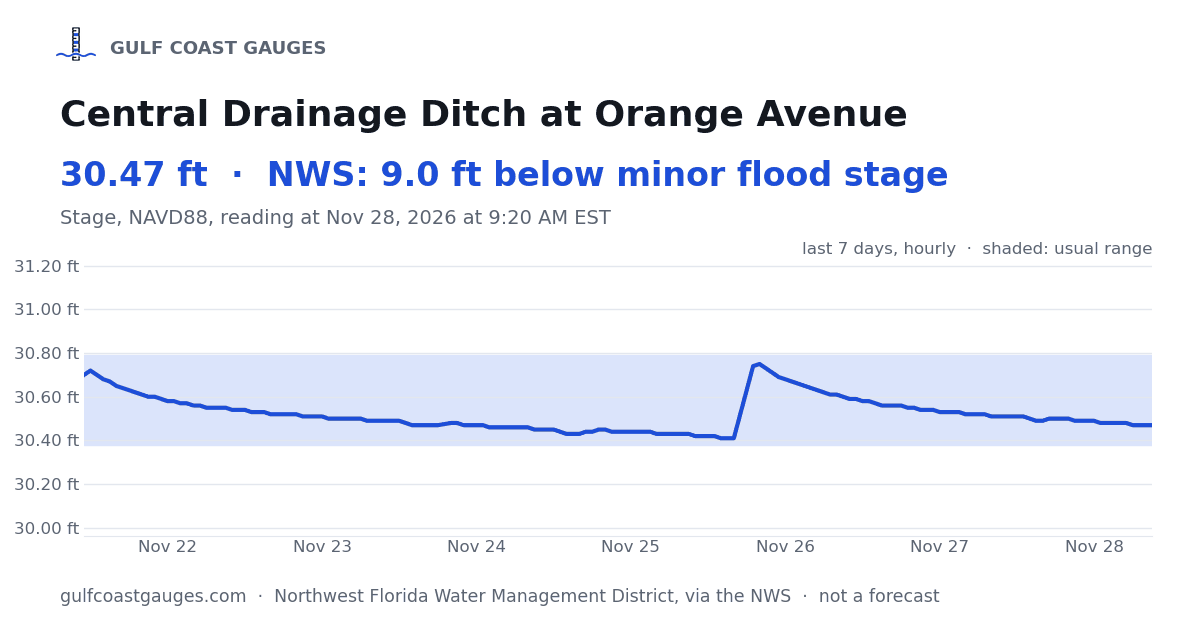 GULF COAST GAUGES
Central Drainage Ditch at Orange Avenue
30.47 ft · NWS: 9.0 ft below minor flood stage
Stage, NAVD88, reading at Nov 28, 2026 at 9:20 AM EST
last 7 days, hourly · shaded: usual range
31.20 ft
31.00 ft
30.80 ft
30.60 ft
30.40 ft
30.20 ft
30.00 ft
Nov 22 Nov 23 Nov 24 Nov 25 Nov 26 Nov 27 Nov 28
gulfcoastgauges.com · Northwest Florida Water Management District, via the NWS · not a forecast